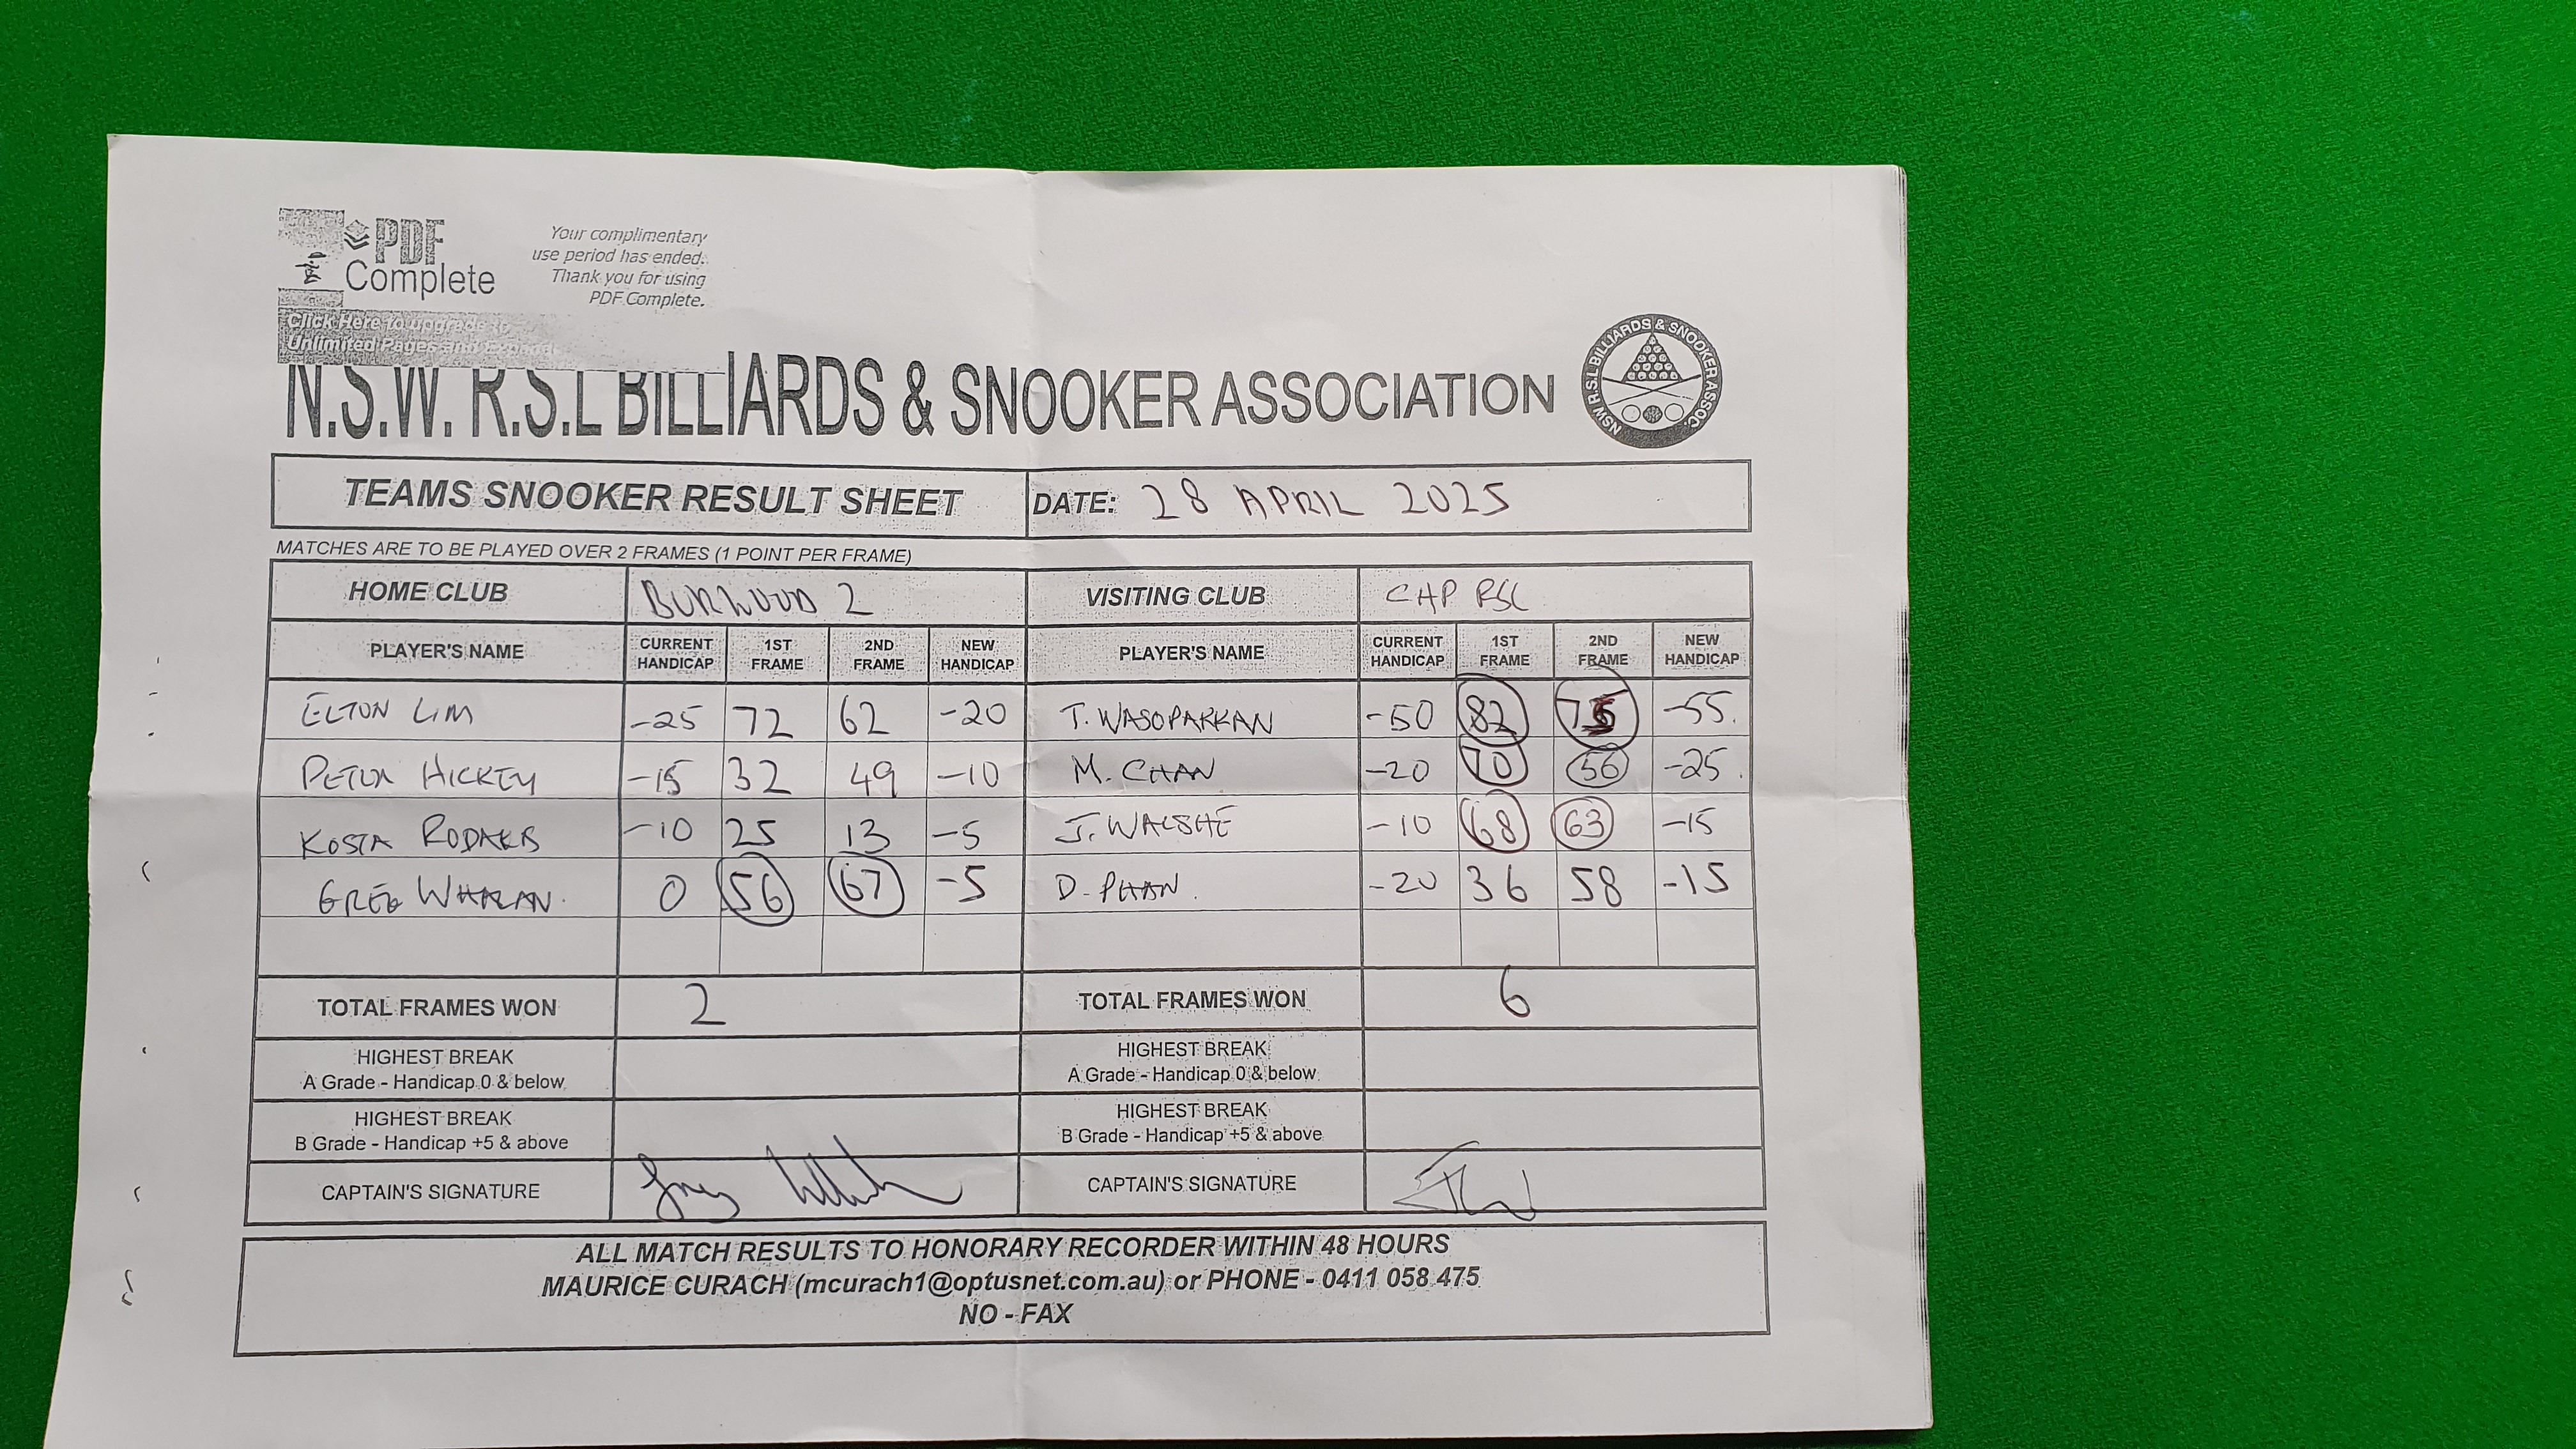 PDF
Complete
Your complimentary
use period has ended.
Thank you for using
PDF Complete.
Click Here to upgrade to
Unlimited Pages and Expand
N.S.W. R.S.L BILLIARDS & SNOOKER ASSOCIATION
NSW R.S.L BILLIARDS & SNOOKER ASSOC.
TEAMS SNOOKER RESULT SHEET DATE: 28 APRIL 2025
MATCHES ARE TO BE PLAYED OVER 2 FRAMES (1 POINT PER FRAME)
HOME CLUB BURWOOD 2 VISITING CLUB CHP RSL
PLAYER'S NAME CURRENT HANDICAP 1ST FRAME 2ND FRAME NEW HANDICAP PLAYER'S NAME CURRENT HANDICAP 1ST FRAME 2ND FRAME NEW HANDICAP
ELTON LIM -25 72 62 -20 T. WASOPARKAN -50 82 -55.
PETER HICKEY -15 32 49 -10 M. CHAN -20 70 56 -25.
KOSTA RODAKIS -10 25 13 -5 J. WALSHE -10 68 63 -15
GREG WHALAN. 0 56 67 -5 D. PHAN. -20 36 58 -15
TOTAL FRAMES WON 2 TOTAL FRAMES WON 6
HIGHEST BREAK HIGHEST BREAK
A Grade - Handicap 0 & below A Grade - Handicap 0 & below
HIGHEST BREAK HIGHEST BREAK
B Grade - Handicap +5 & above B Grade - Handicap +5 & above
CAPTAIN'S SIGNATURE CAPTAIN'S SIGNATURE
ALL MATCH RESULTS TO HONORARY RECORDER WITHIN 48 HOURS
MAURICE CURACH (mcurach1@optusnet.com.au) or PHONE - 0411 058 475
NO - FAX